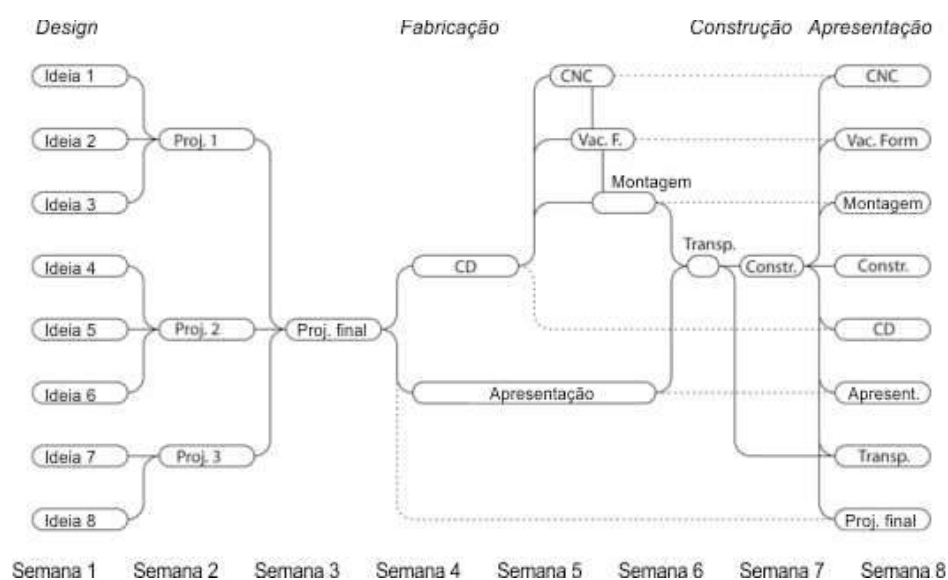 Design Fabricação Construção Apresentação
Ideia 1 CNC CNC
Ideia 2 Proj. 1 Vac. F. Vac. Form
Montagem
Ideia 3 Montagem
Transp.
Ideia 4 CD Constr. Constr.
Ideia 5 Proj. 2 Proj. final CD
Ideia 6 Apresentação Apresent.
Ideia 7 Proj. 3 Transp.
Ideia 8 Proj. final
Semana 1 Semana 2 Semana 3 Semana 4 Semana 5 Semana 6 Semana 7 Semana 8